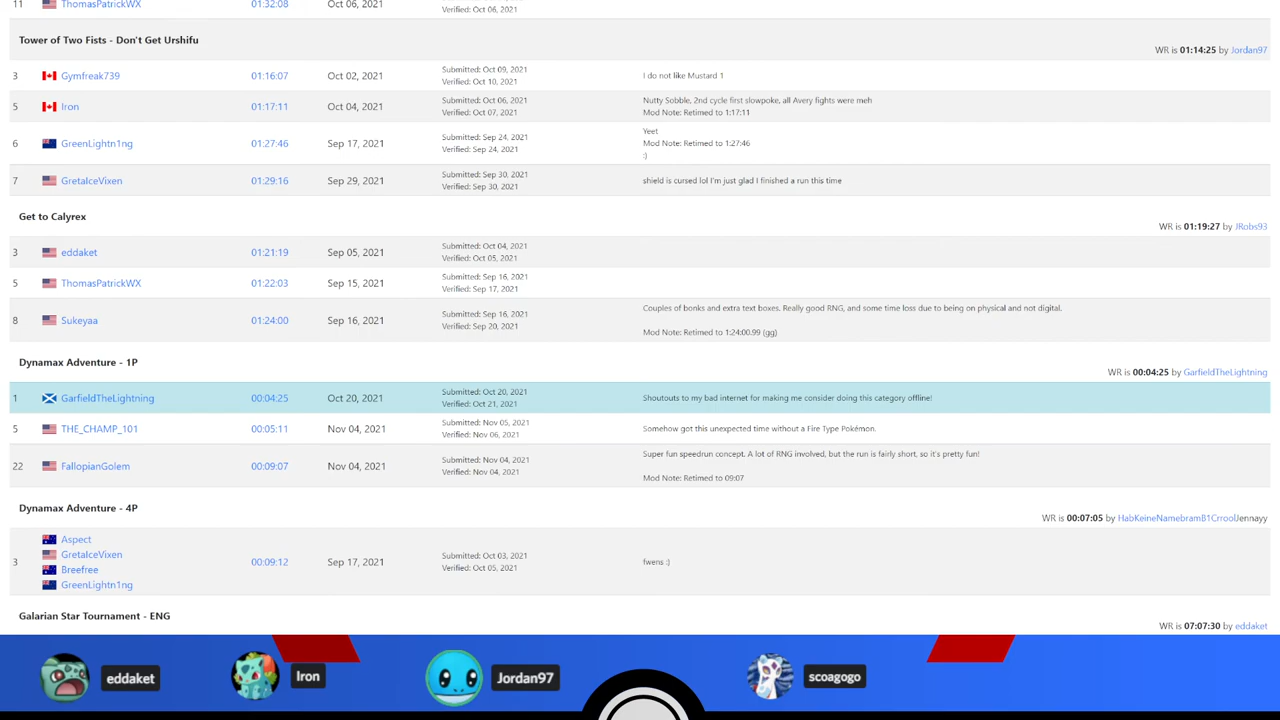 11 ThomasPatrickWX 01:32:08 Oct 06, 2021 Verified: Oct 06, 2021
Tower of Two Fists - Don't Get Urshifu
WR is 01:14:25 by Jordan97
3 Gymfreak739 01:16:07 Oct 02, 2021 Submitted: Oct 09, 2021 I do not like Mustard 1
Verified: Oct 10, 2021
5 Iron 01:17:11 Oct 04, 2021 Submitted: Oct 06, 2021 Nutty Sobble, 2nd cycle first slowpoke, all Avery fights were meh
Verified: Oct 07, 2021 Mod Note: Retimed to 1:17:11
Yeet
6 GreenLightn1ng 01:27:46 Sep 17, 2021 Submitted: Sep 24, 2021 Mod Note: Retimed to 1:27:46
Verified: Sep 24, 2021 :)
7 GretaIceVixen 01:29:16 Sep 29, 2021 Submitted: Sep 30, 2021 shield is cursed lol I'm just glad I finished a run this time
Verified: Sep 30, 2021
Get to Calyrex
WR is 01:19:27 by JRobs93
3 eddaket 01:21:19 Sep 05, 2021 Submitted: Oct 04, 2021
Verified: Oct 05, 2021
5 ThomasPatrickWX 01:22:03 Sep 15, 2021 Submitted: Sep 16, 2021
Verified: Sep 17, 2021
Couples of bonks and extra text boxes. Really good RNG, and some time loss due to being on physical and not digital.
8 Sukeyaa 01:24:00 Sep 16, 2021 Submitted: Sep 16, 2021
Verified: Sep 20, 2021 Mod Note: Retimed to 1:24:00.99 (gg)
Dynamax Adventure - 1P
WR is 00:04:25 by GarfieldTheLightning
1 GarfieldTheLightning 00:04:25 Oct 20, 2021 Submitted: Oct 20, 2021 Shoutouts to my bad internet for making me consider doing this category offline!
Verified: Oct 21, 2021
5 THE_CHAMP_101 00:05:11 Nov 04, 2021 Submitted: Nov 05, 2021 Somehow got this unexpected time without a Fire Type Pokémon.
Verified: Nov 06, 2021
Super fun speedrun concept. A lot of RNG involved, but the run is fairly short, so it's pretty fun!
22 FallopianGolem 00:09:07 Nov 04, 2021 Submitted: Nov 04, 2021
Verified: Nov 04, 2021 Mod Note: Retimed to 09:07
Dynamax Adventure - 4P
WR is 00:07:05 by HabKeineNamebramB1CrroolJennayy
Aspect
GretaIceVixen
3 Breefree 00:09:12 Sep 17, 2021 Submitted: Oct 03, 2021 fwens :)
GreenLightn1ng Verified: Oct 05, 2021
Galarian Star Tournament - ENG
WR is 07:07:30 by eddaket
eddaket Iron Jordan97 scoagogo